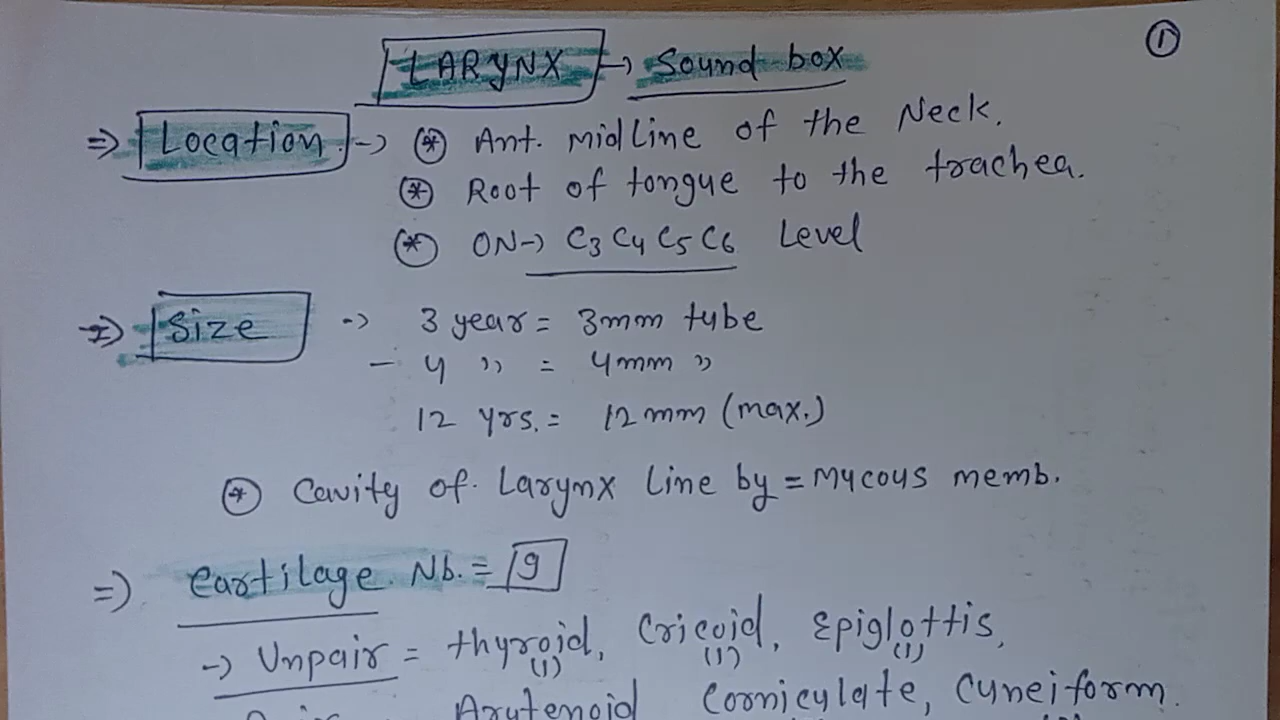 ①
LARYNX → Sound box
⇒ Location → ⊛ Ant. midline of the Neck.
⊛ Root of tongue to the trachea.
⊛ ON→ C3 C4 C5 C6 Level
⇒ Size → 3 year = 3mm tube
- 4 ,, = 4mm ,,
12 yrs. = 12 mm (max.)
⊛ Cavity of Larynx Line by = Mucous memb.
⇒ Cartilage Nb. = 9
→ Unpair = thyroid, Cricoid, Epiglottis,
(1) (1) (1)
Arytenoid Corniculate, Cuneiform.